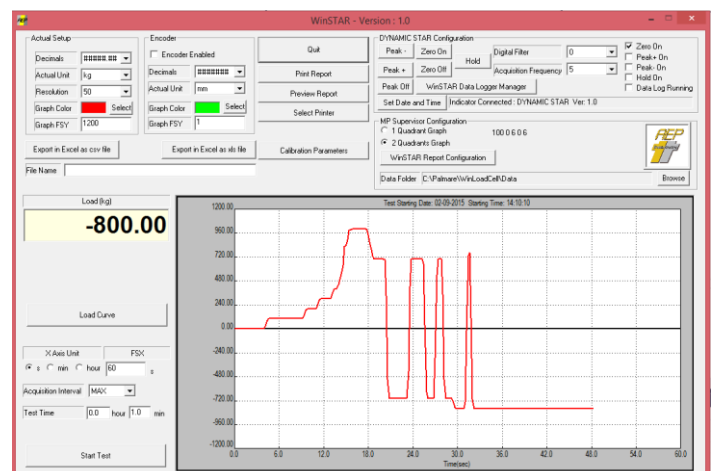 AEP
WinSTAR - Version : 1.0
Actual Setup
Decimals #####.##
Actual Unit kg
Resolution 50
Graph Color Select
Graph FSY 1200
Encoder
Encoder Enabled
Decimals #######
Actual Unit mm
Graph Color Select
Graph FSY 1
Quit
Print Report
Preview Report
Select Printer
Calibration Parameters
Export in Excel as csv file
Export in Excel as xls file
File Name
DYNAMIC STAR Configuration
Peak - Zero On Hold Digital Filter 0
Peak + Zero Off Acquisition Frequency 5
Peak Off WinSTAR Data Logger Manager
Zero On
Peak+ On
Peak- On
Hold On
Data Log Running
Set Date and Time Indicator Connected : DYNAMIC STAR Ver: 1.0
MP Supervisor Configuration
1 Quadrant Graph 100 0 6 0 6
2 Quadrants Graph
WinSTAR Report Configuration
AEP
Data Folder C:\Palmare\WinLoadCell\Data Browse
Load (kg)
-800.00
Load Curve
X Axis Unit FSX
s min hour 60 s
Acquisition Interval MAX
Test Time 0.0 hour 1.0 min
Start Test
Test Starting Date: 02-09-2015 Starting Time: 14:10:10
1200.00
960.00
720.00
480.00
240.00
0.00
-240.00
-480.00
-720.00
-960.00
-1200.00
0.0 6.0 12.0 18.0 24.0 30.0 36.0 42.0 48.0 54.0 60.0
Time(sec)